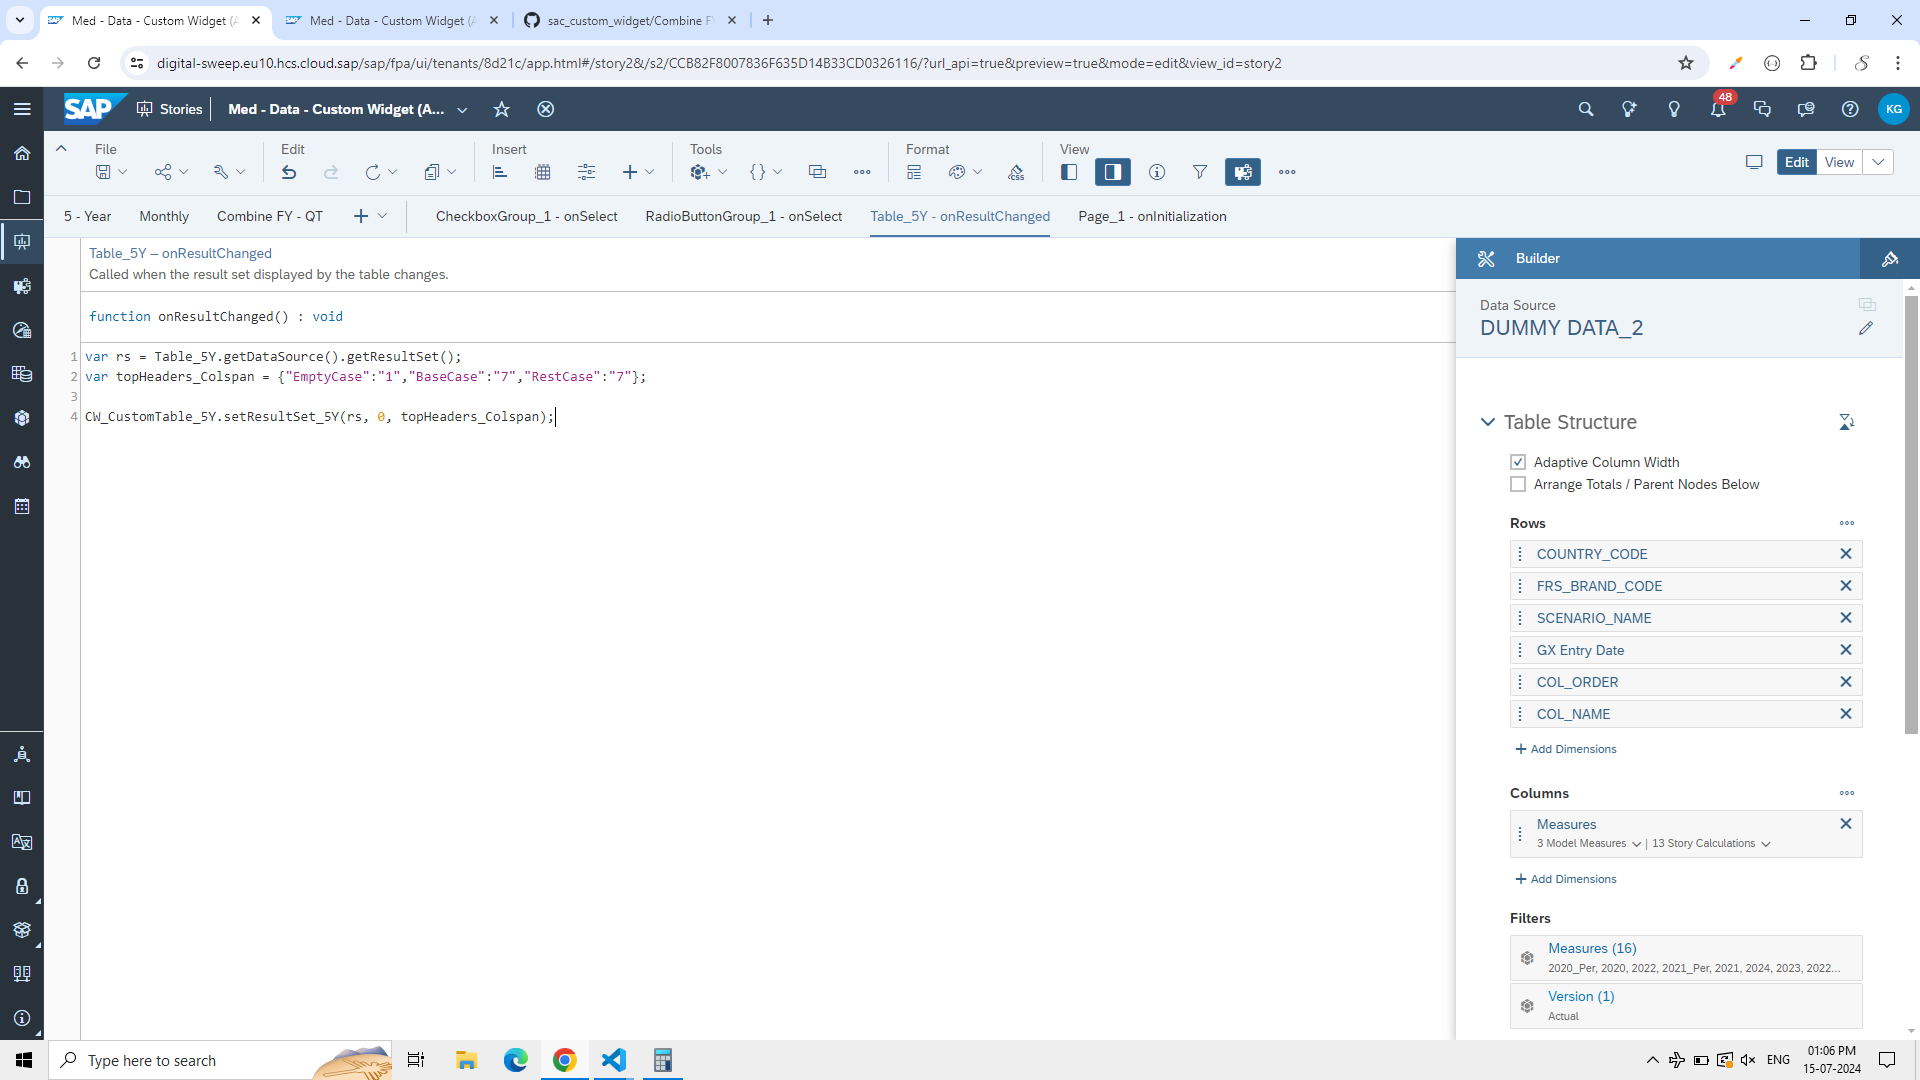 Med - Data - Custom Widget (A
Med - Data - Custom Widget (A
sac_custom_widget/Combine F
digital-sweep.eu10.hcs.cloud.sap/sap/fpa/ui/tenants/8d21c/app.html#/story2&/s2/CCB82F8007836F635D14B33CD0326116/?url_api=true&preview=true&mode=edit&view_id=story2
SAP
Stories
Med - Data - Custom Widget (A...
48
KG
File
Edit
Insert
Tools
Format
View
CSS
Edit
View
5 - Year
Monthly
Combine FY - QT
CheckboxGroup_1 - onSelect
RadioButtonGroup_1 - onSelect
Table_5Y - onResultChanged
Page_1 - onInitialization
Table_5Y – onResultChanged
Called when the result set displayed by the table changes.
function onResultChanged() : void
1 var rs = Table_5Y.getDataSource().getResultSet();
2 var topHeaders_Colspan = {"EmptyCase":"1","BaseCase":"7","RestCase":"7"};
3
4 CW_CustomTable_5Y.setResultSet_5Y(rs, 0, topHeaders_Colspan);
Builder
Data Source
DUMMY DATA_2
Table Structure
Adaptive Column Width
Arrange Totals / Parent Nodes Below
Rows
COUNTRY_CODE
FRS_BRAND_CODE
SCENARIO_NAME
GX Entry Date
COL_ORDER
COL_NAME
+ Add Dimensions
Columns
Measures
3 Model Measures | 13 Story Calculations
+ Add Dimensions
Filters
Measures (16)
2020_Per, 2020, 2022, 2021_Per, 2021, 2024, 2023, 2022...
Version (1)
Actual
Type here to search
ENG
01:06 PM
15-07-2024